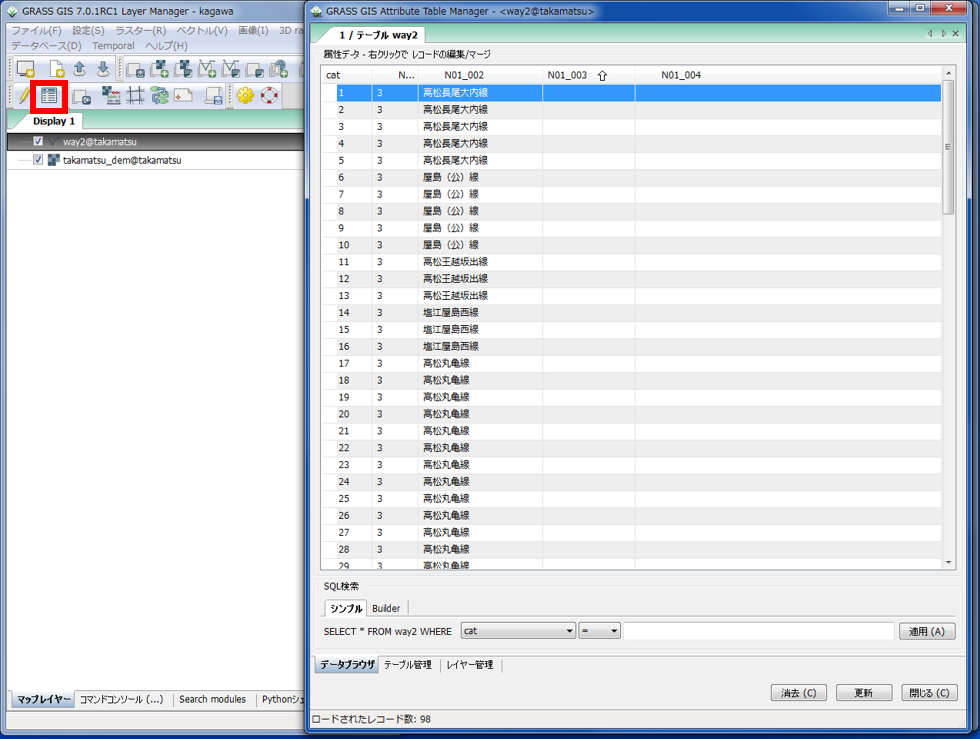 GRASS GIS 7.0.1RC1 Layer Manager - kagawa
ファイル(F) 設定(S) ラスター(R) ベクトル(V) 画像(I) 3D ra
データベース(D) Temporal ヘルプ(H)
Display 1
way2@takamatsu
takamatsu_dem@takamatsu
マップレイヤー コマンドコンソール (...) Search modules Pythonシェ
GRASS GIS Attribute Table Manager - <way2@takamatsu>
1 / テーブル way2
属性データ - 右クリックで レコードの編集/マージ
cat N... N01_002 N01_003 N01_004
1 3 高松長尾大内線
2 3 高松長尾大内線
3 3 高松長尾大内線
4 3 高松長尾大内線
5 3 高松長尾大内線
6 3 屋島（公）線
7 3 屋島（公）線
8 3 屋島（公）線
9 3 屋島（公）線
10 3 屋島（公）線
11 3 高松王越坂出線
12 3 高松王越坂出線
13 3 高松王越坂出線
14 3 塩江屋島西線
15 3 塩江屋島西線
16 3 塩江屋島西線
17 3 高松丸亀線
18 3 高松丸亀線
19 3 高松丸亀線
20 3 高松丸亀線
21 3 高松丸亀線
22 3 高松丸亀線
23 3 高松丸亀線
24 3 高松丸亀線
25 3 高松丸亀線
26 3 高松丸亀線
27 3 高松丸亀線
28 3 高松丸亀線
29 3 高松丸亀線
SQL検索
シンプル Builder
SELECT * FROM way2 WHERE cat = 適用 (A)
データブラウザ テーブル管理 レイヤー管理
消去 (C) 更新 閉じる (C)
ロードされたレコード数: 98